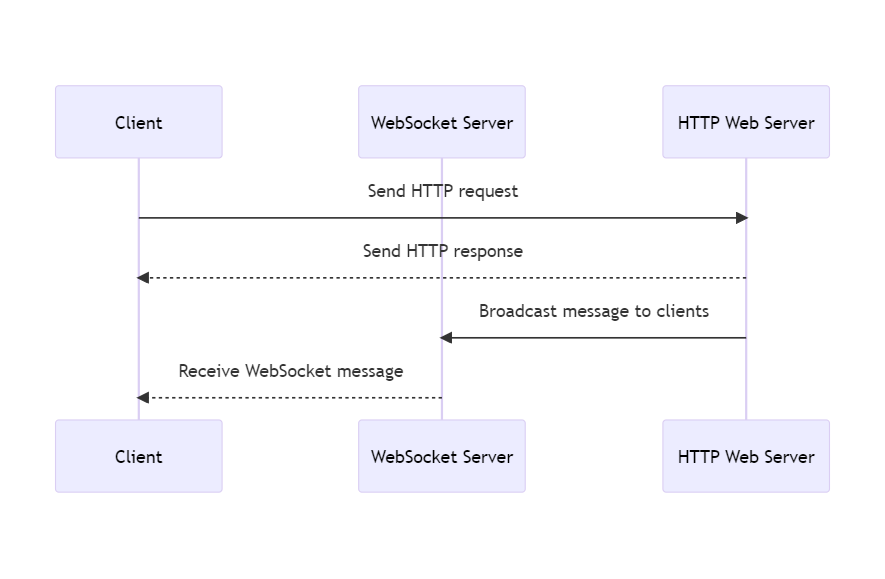 Client
WebSocket Server
HTTP Web Server
Send HTTP request
Send HTTP response
Broadcast message to clients
Receive WebSocket message
Client
WebSocket Server
HTTP Web Server